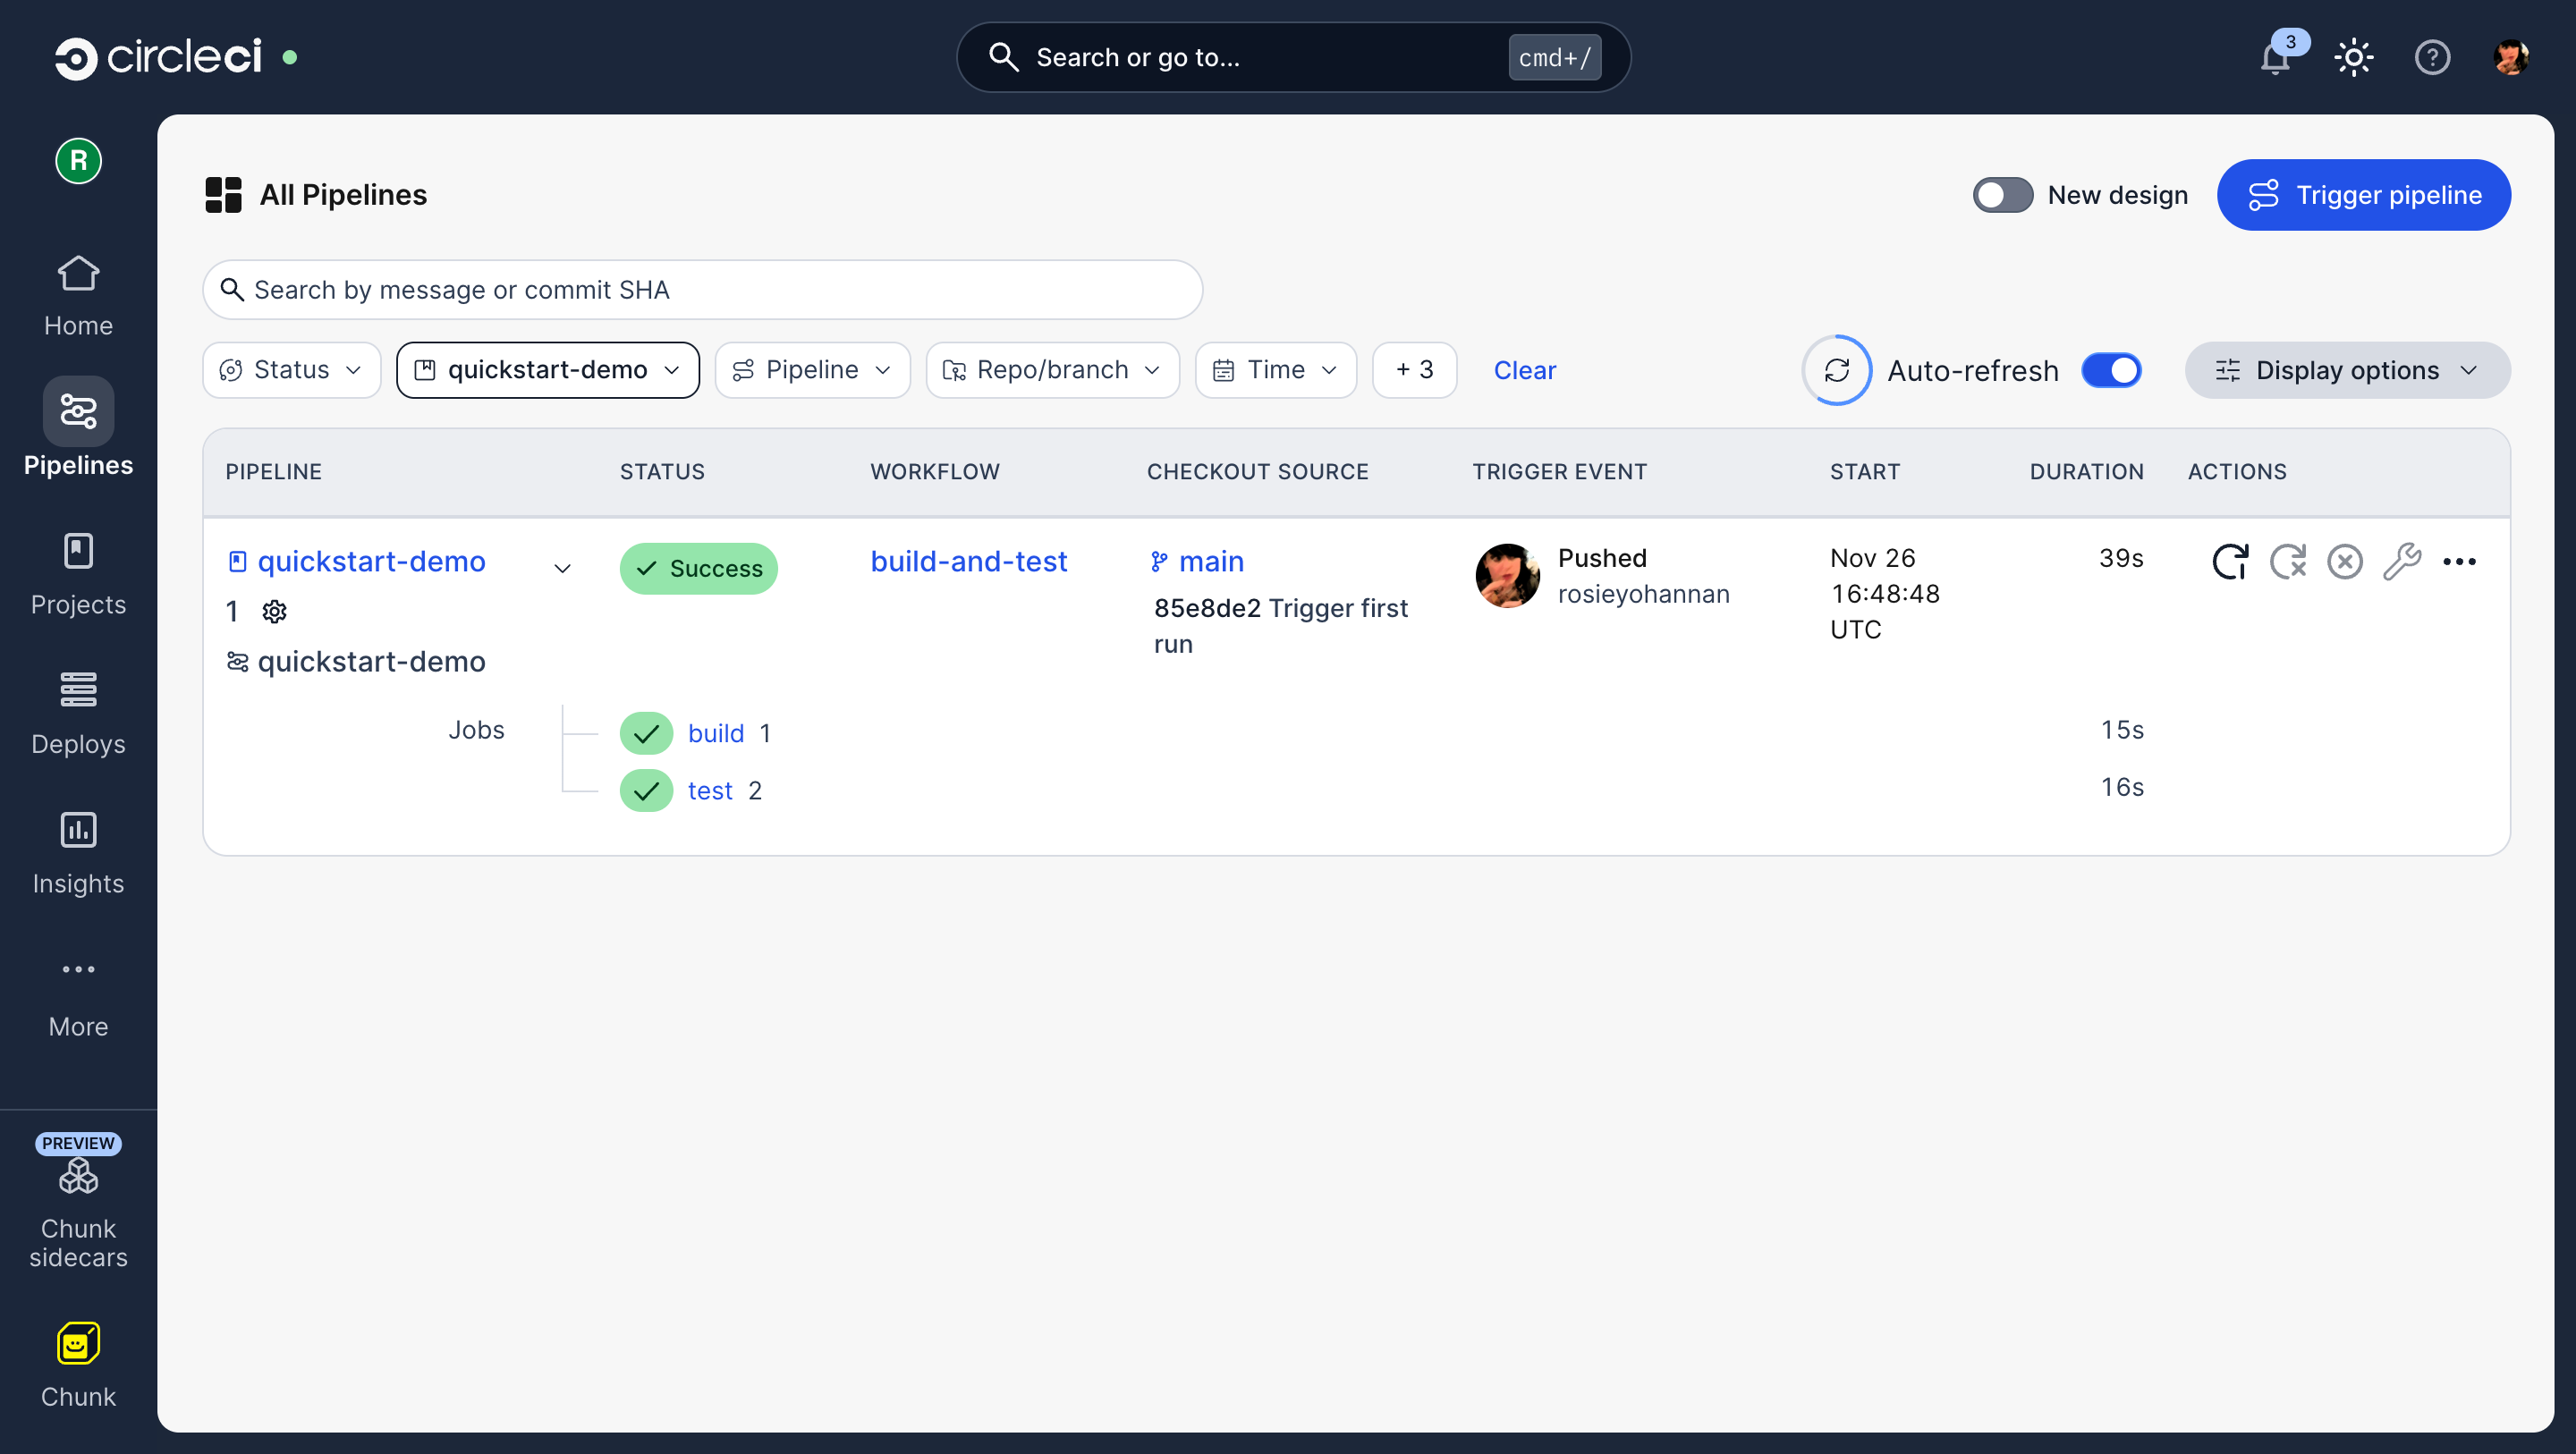 circleci
Search or go to...
cmd+/
3
?
R
Home
Pipelines
Projects
Deploys
Insights
More
PREVIEW
Chunk
sidecars
Chunk
All Pipelines
New design
Trigger pipeline
Search by message or commit SHA
Status
quickstart-demo
Pipeline
Repo/branch
Time
+ 3
Clear
Auto-refresh
Display options
PIPELINE STATUS WORKFLOW CHECKOUT SOURCE TRIGGER EVENT START DURATION ACTIONS
quickstart-demo
1
quickstart-demo
Success
build-and-test
main
85e8de2 Trigger first
run
Pushed
rosieyohannan
Nov 26
16:48:48
UTC
39s
Jobs
build 1
15s
test 2
16s